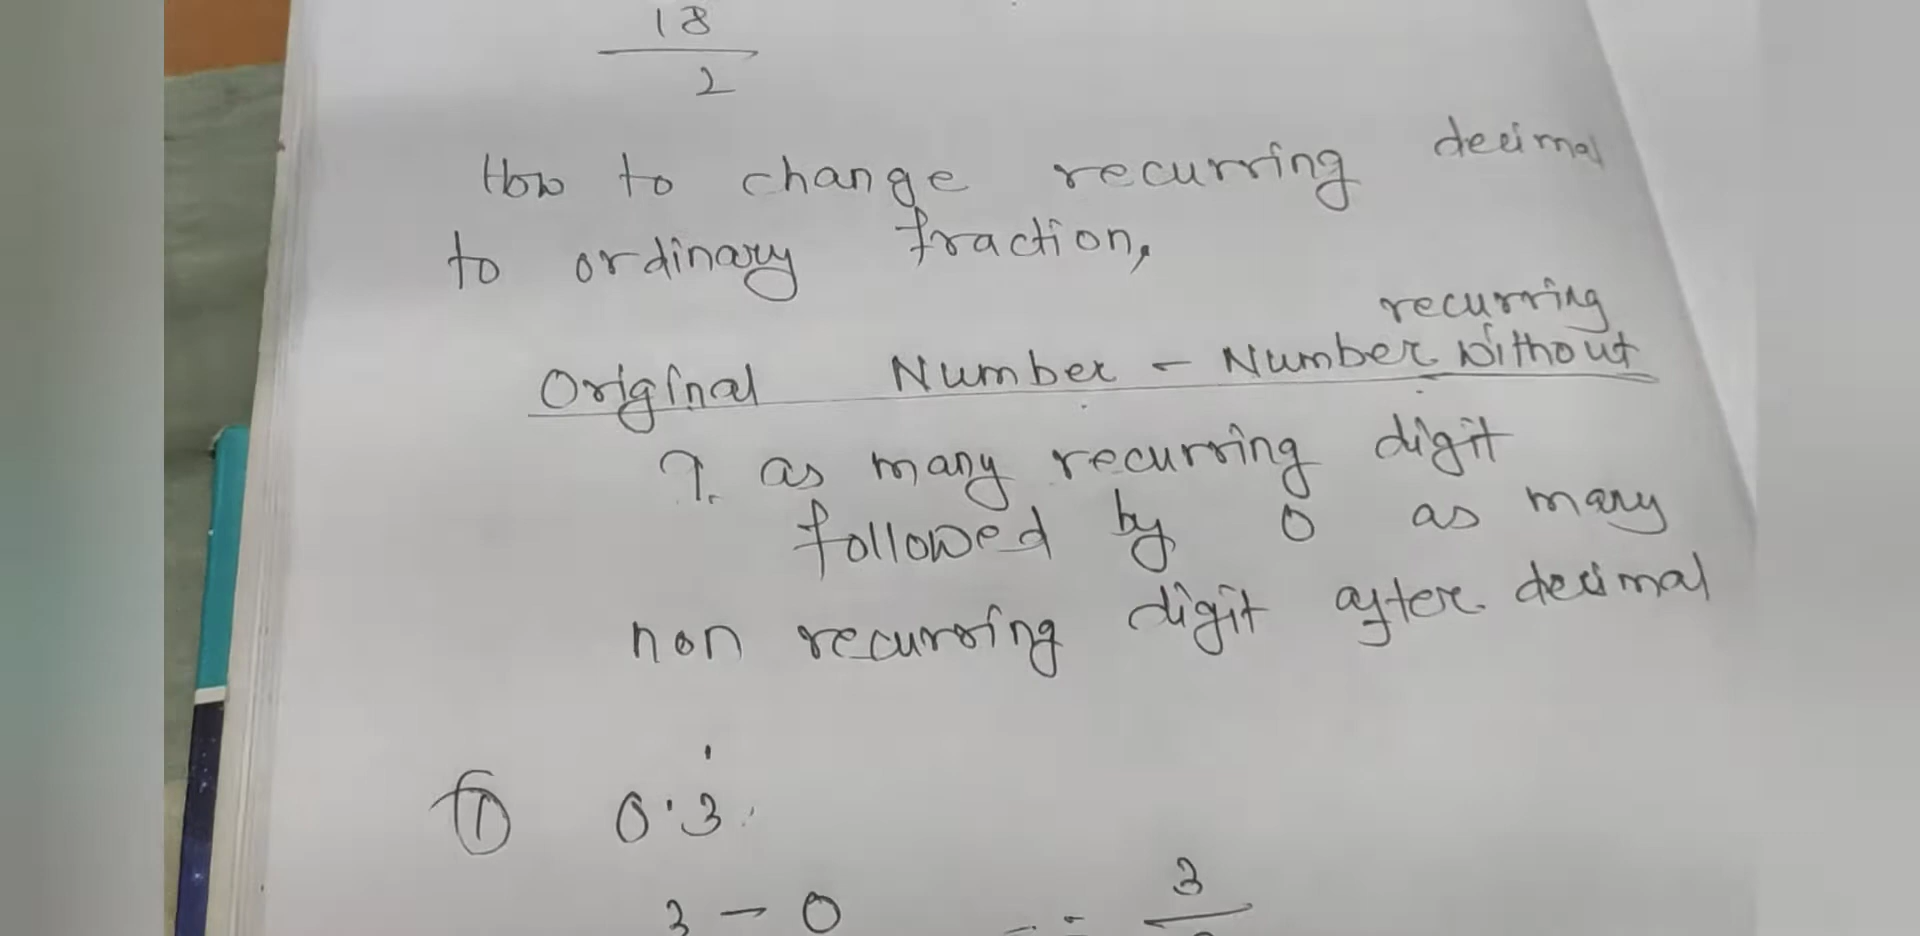 18
2
How to change recurring decimal
to ordinary fraction,
recurring
Original Number - Number without
9. as many recurring digit
followed by 0 as many
non recurring digit after decimal
① 0.3̇
3 - 0 = 3